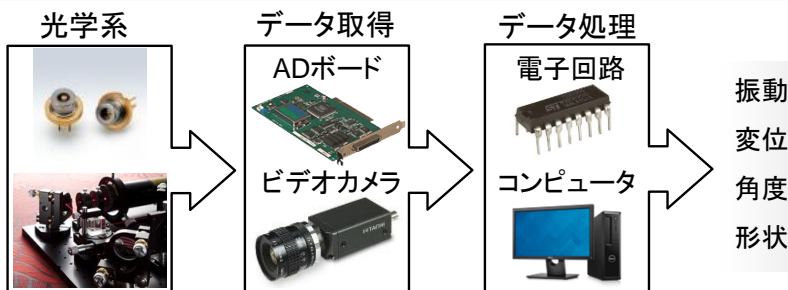 光学系
データ取得
データ処理
ADボード
電子回路
ビデオカメラ
コンピュータ
HITACHI
振動
変位
角度
形状